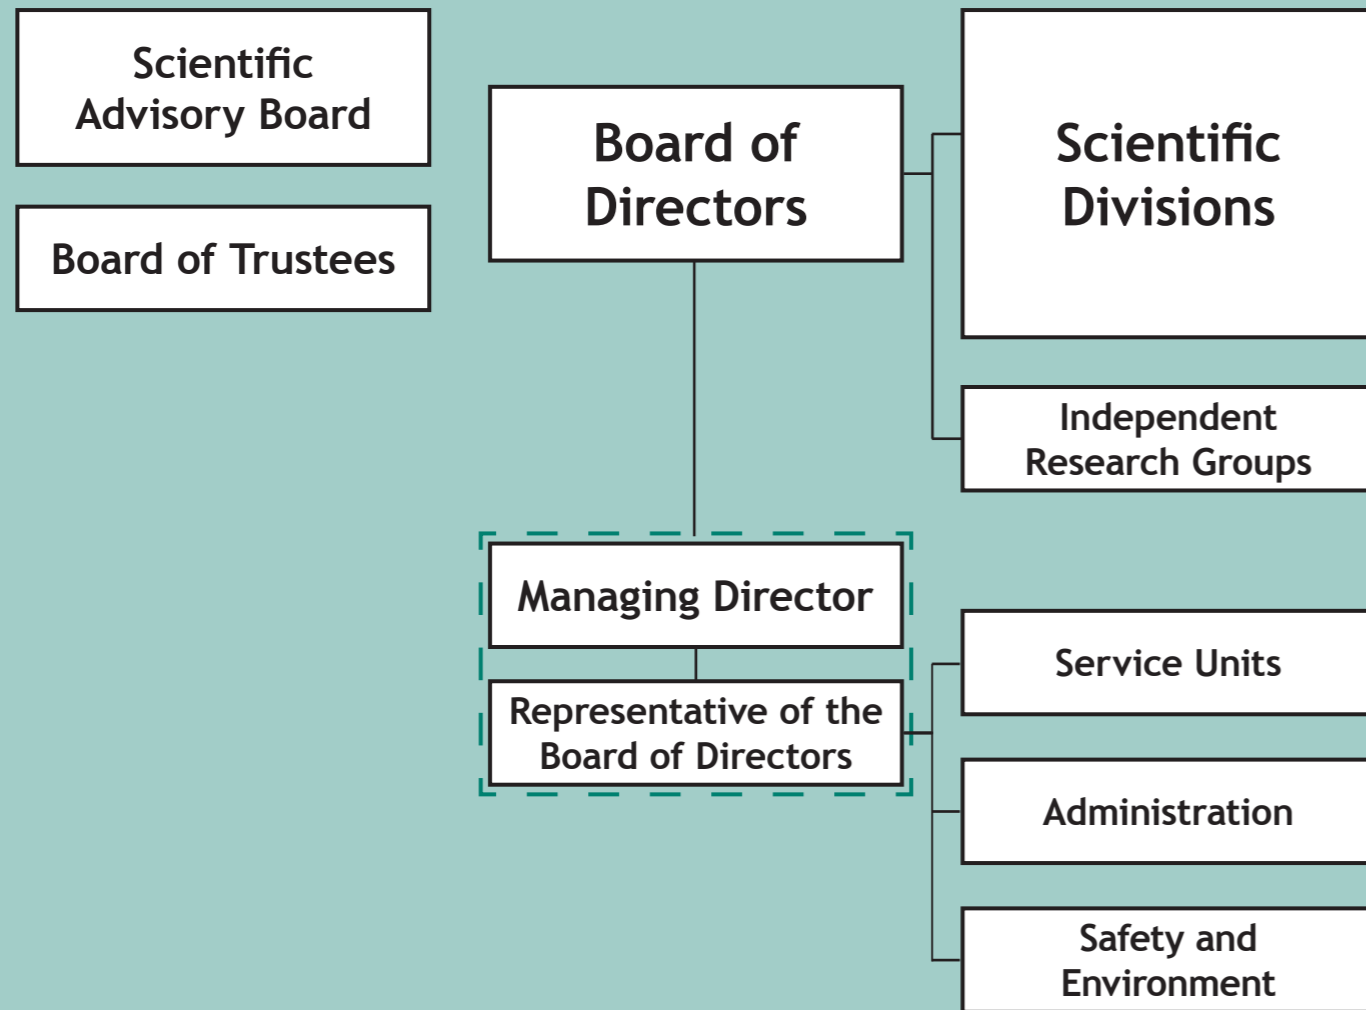 Scientific
Advisory Board
Board of Trustees
Board of
Directors
Scientific
Divisions
Independent
Research Groups
Managing Director
Representative of the
Board of Directors
Service Units
Administration
Safety and
Environment